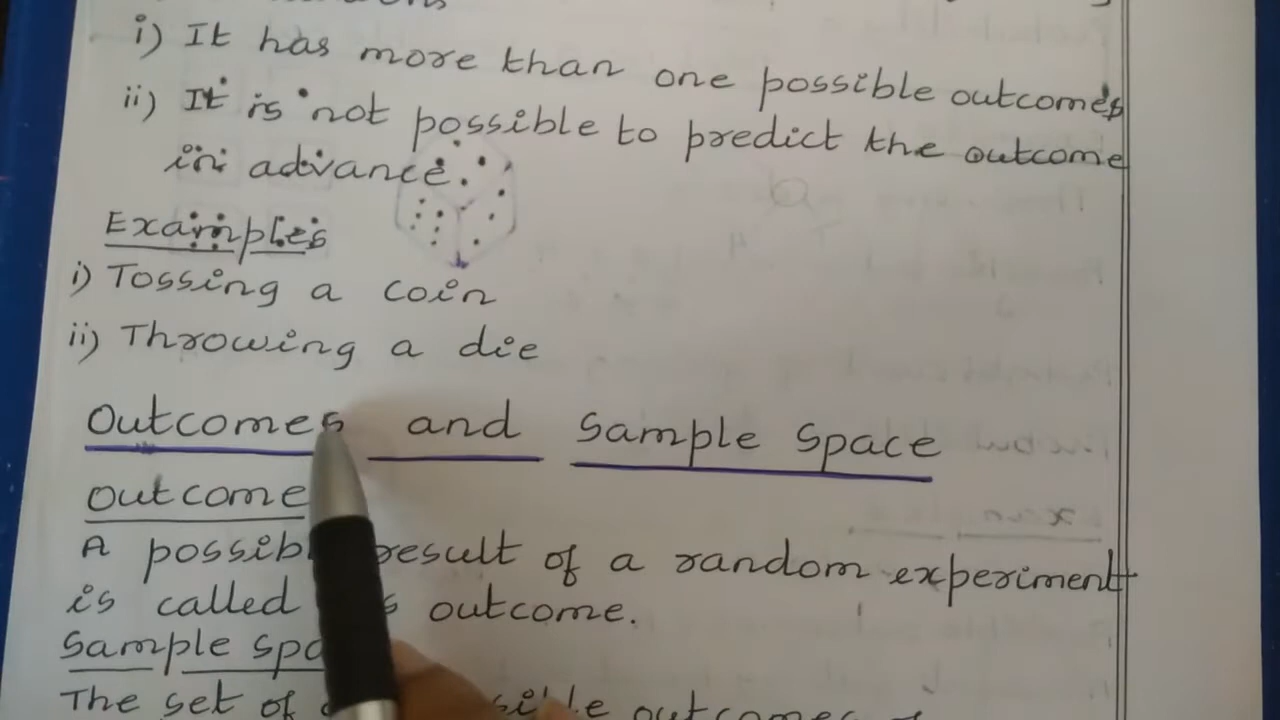 i) It has more than one possible outcomes
ii) It is not possible to predict the outcome
in advance.
Examples
i) Tossing a coin
ii) Throwing a die
Outcomes and Sample Space
Outcome
A result of a random experiment
is called outcome.
Sample
The set of outcomes